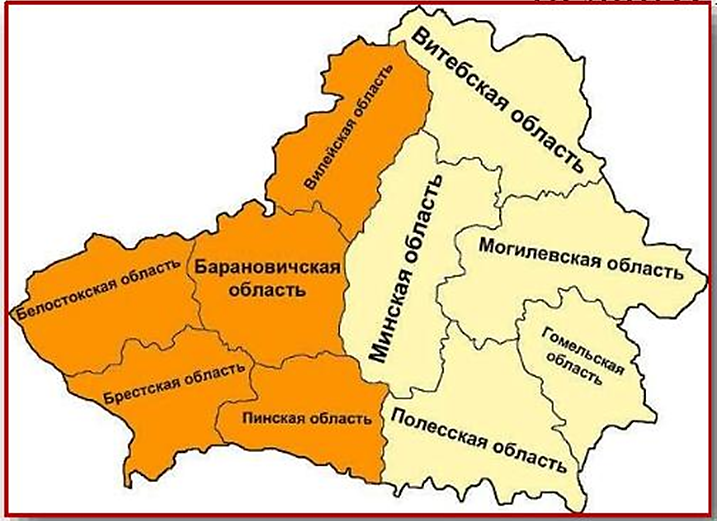 Витебская область
Вилейская область
Минская область
Могилевская область
Белостокская область
Барановичская
область
Гомельская
область
Брестская область
Пинская область
Полесская область